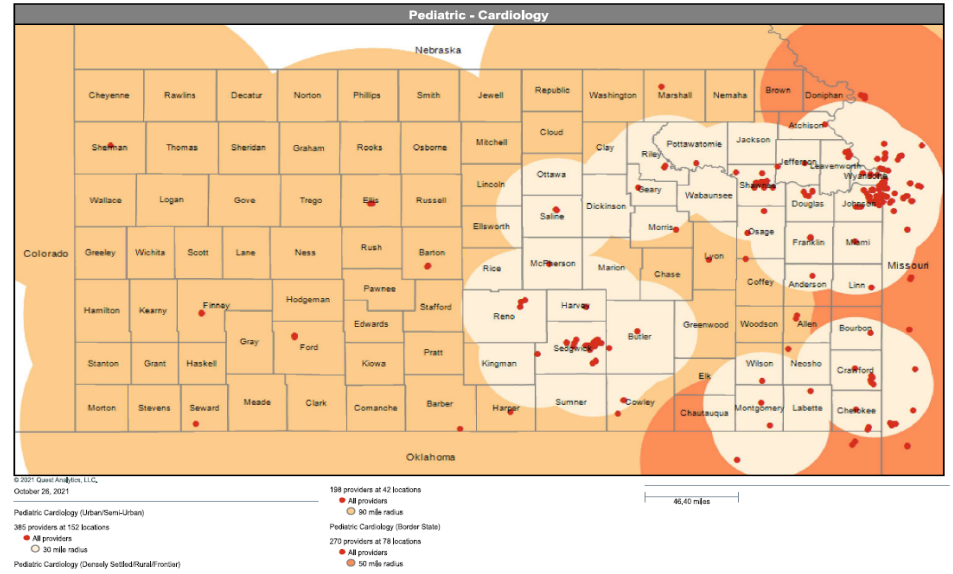 Pediatric - Cardiology
Nebraska
Cheyenne Rawlins Decatur Norton Phillips Smith Jewell Republic Washington Marshall Nemaha Brown Doniphan
Atchison
Sherman Thomas Sheridan Graham Rooks Osborne Mitchell Cloud Clay Riley Pottawatomie Jackson Jefferson Leavenworth
Wyandotte
Wallace Logan Gove Trego Ellis Russell Lincoln Ottawa Dickinson Geary Wabaunsee Shawnee Douglas Johnson
Saline
Ellsworth Morris Osage
Colorado Greeley Wichita Scott Lane Ness Rush Barton Rice McPherson Marion Chase Lyon Franklin Miami Missouri
Coffey Anderson Linn
Hamilton Kearny Finney Hodgeman Pawnee Stafford Reno Harvey Butler Greenwood Woodson Allen Bourbon
Gray Ford Edwards
Stanton Grant Haskell Kiowa Pratt Kingman Sedgwick Elk Wilson Neosho Crawford
Morton Stevens Seward Meade Clark Comanche Barber Harper Sumner Cowley Chautauqua Montgomery Labette Cherokee
Oklahoma
© 2021 Quest Analytics, LLC.
October 26, 2021
Pediatric Cardiology (Urban/Semi-Urban)
385 providers at 152 locations
All providers
30 mile radius
Pediatric Cardiology (Densely Settled/Rural/Frontier)
198 providers at 42 locations
All providers
90 mile radius
Pediatric Cardiology (Border State)
270 providers at 78 locations
All providers
50 mile radius
46.40 miles